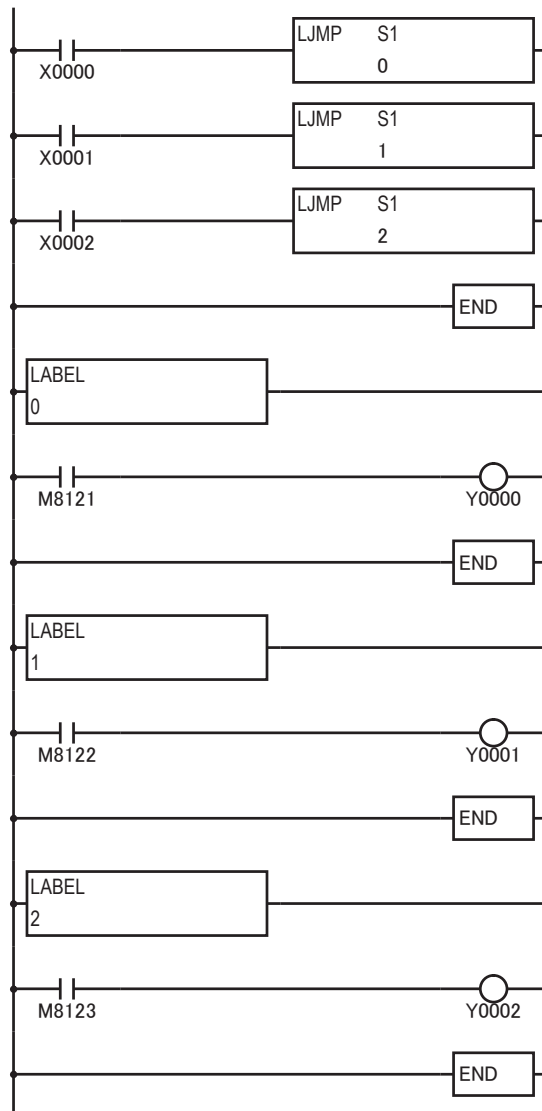 LJMP S1
0
X0000
LJMP S1
1
X0001
LJMP S1
2
X0002
END
LABEL
0
M8121
Y0000
END
LABEL
1
M8122
Y0001
END
LABEL
2
M8123
Y0002
END